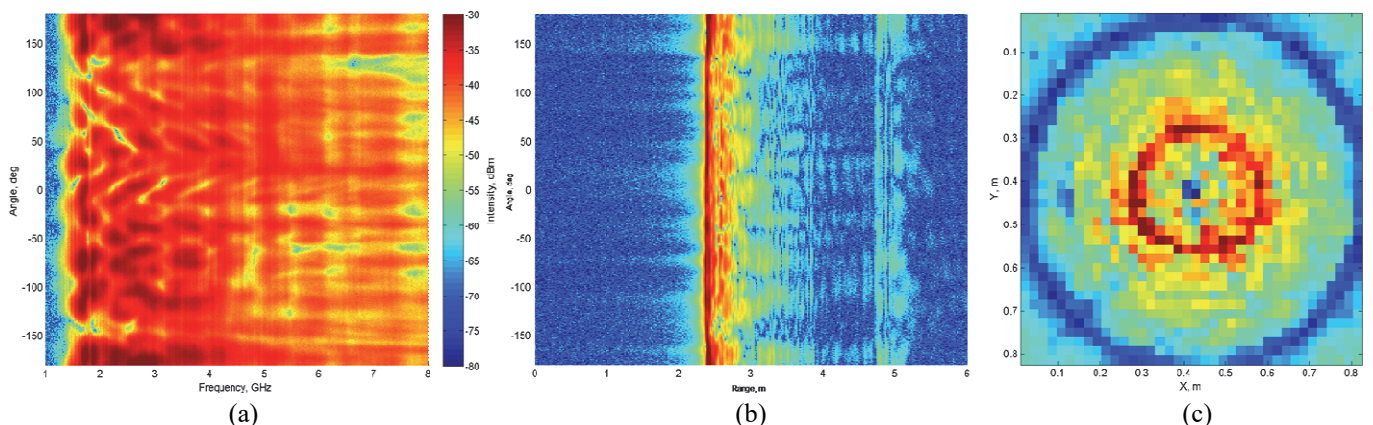 150
100
50
0
-50
-100
-150
Angle, deg
1 2 3 4 5 6 7 8
Frequency, GHz
-30
-35
-40
-45
-50
-55
-60
-65
-70
-75
-80
Intensity, dBm
(a)
150
100
50
0
-50
-100
-150
Angle, deg
0 1 2 3 4 5 6
Range, m
(b)
0.1
0.2
0.3
0.4
0.5
0.6
0.7
0.8
Y, m
0.1 0.2 0.3 0.4 0.5 0.6 0.7 0.8
X, m
(c)